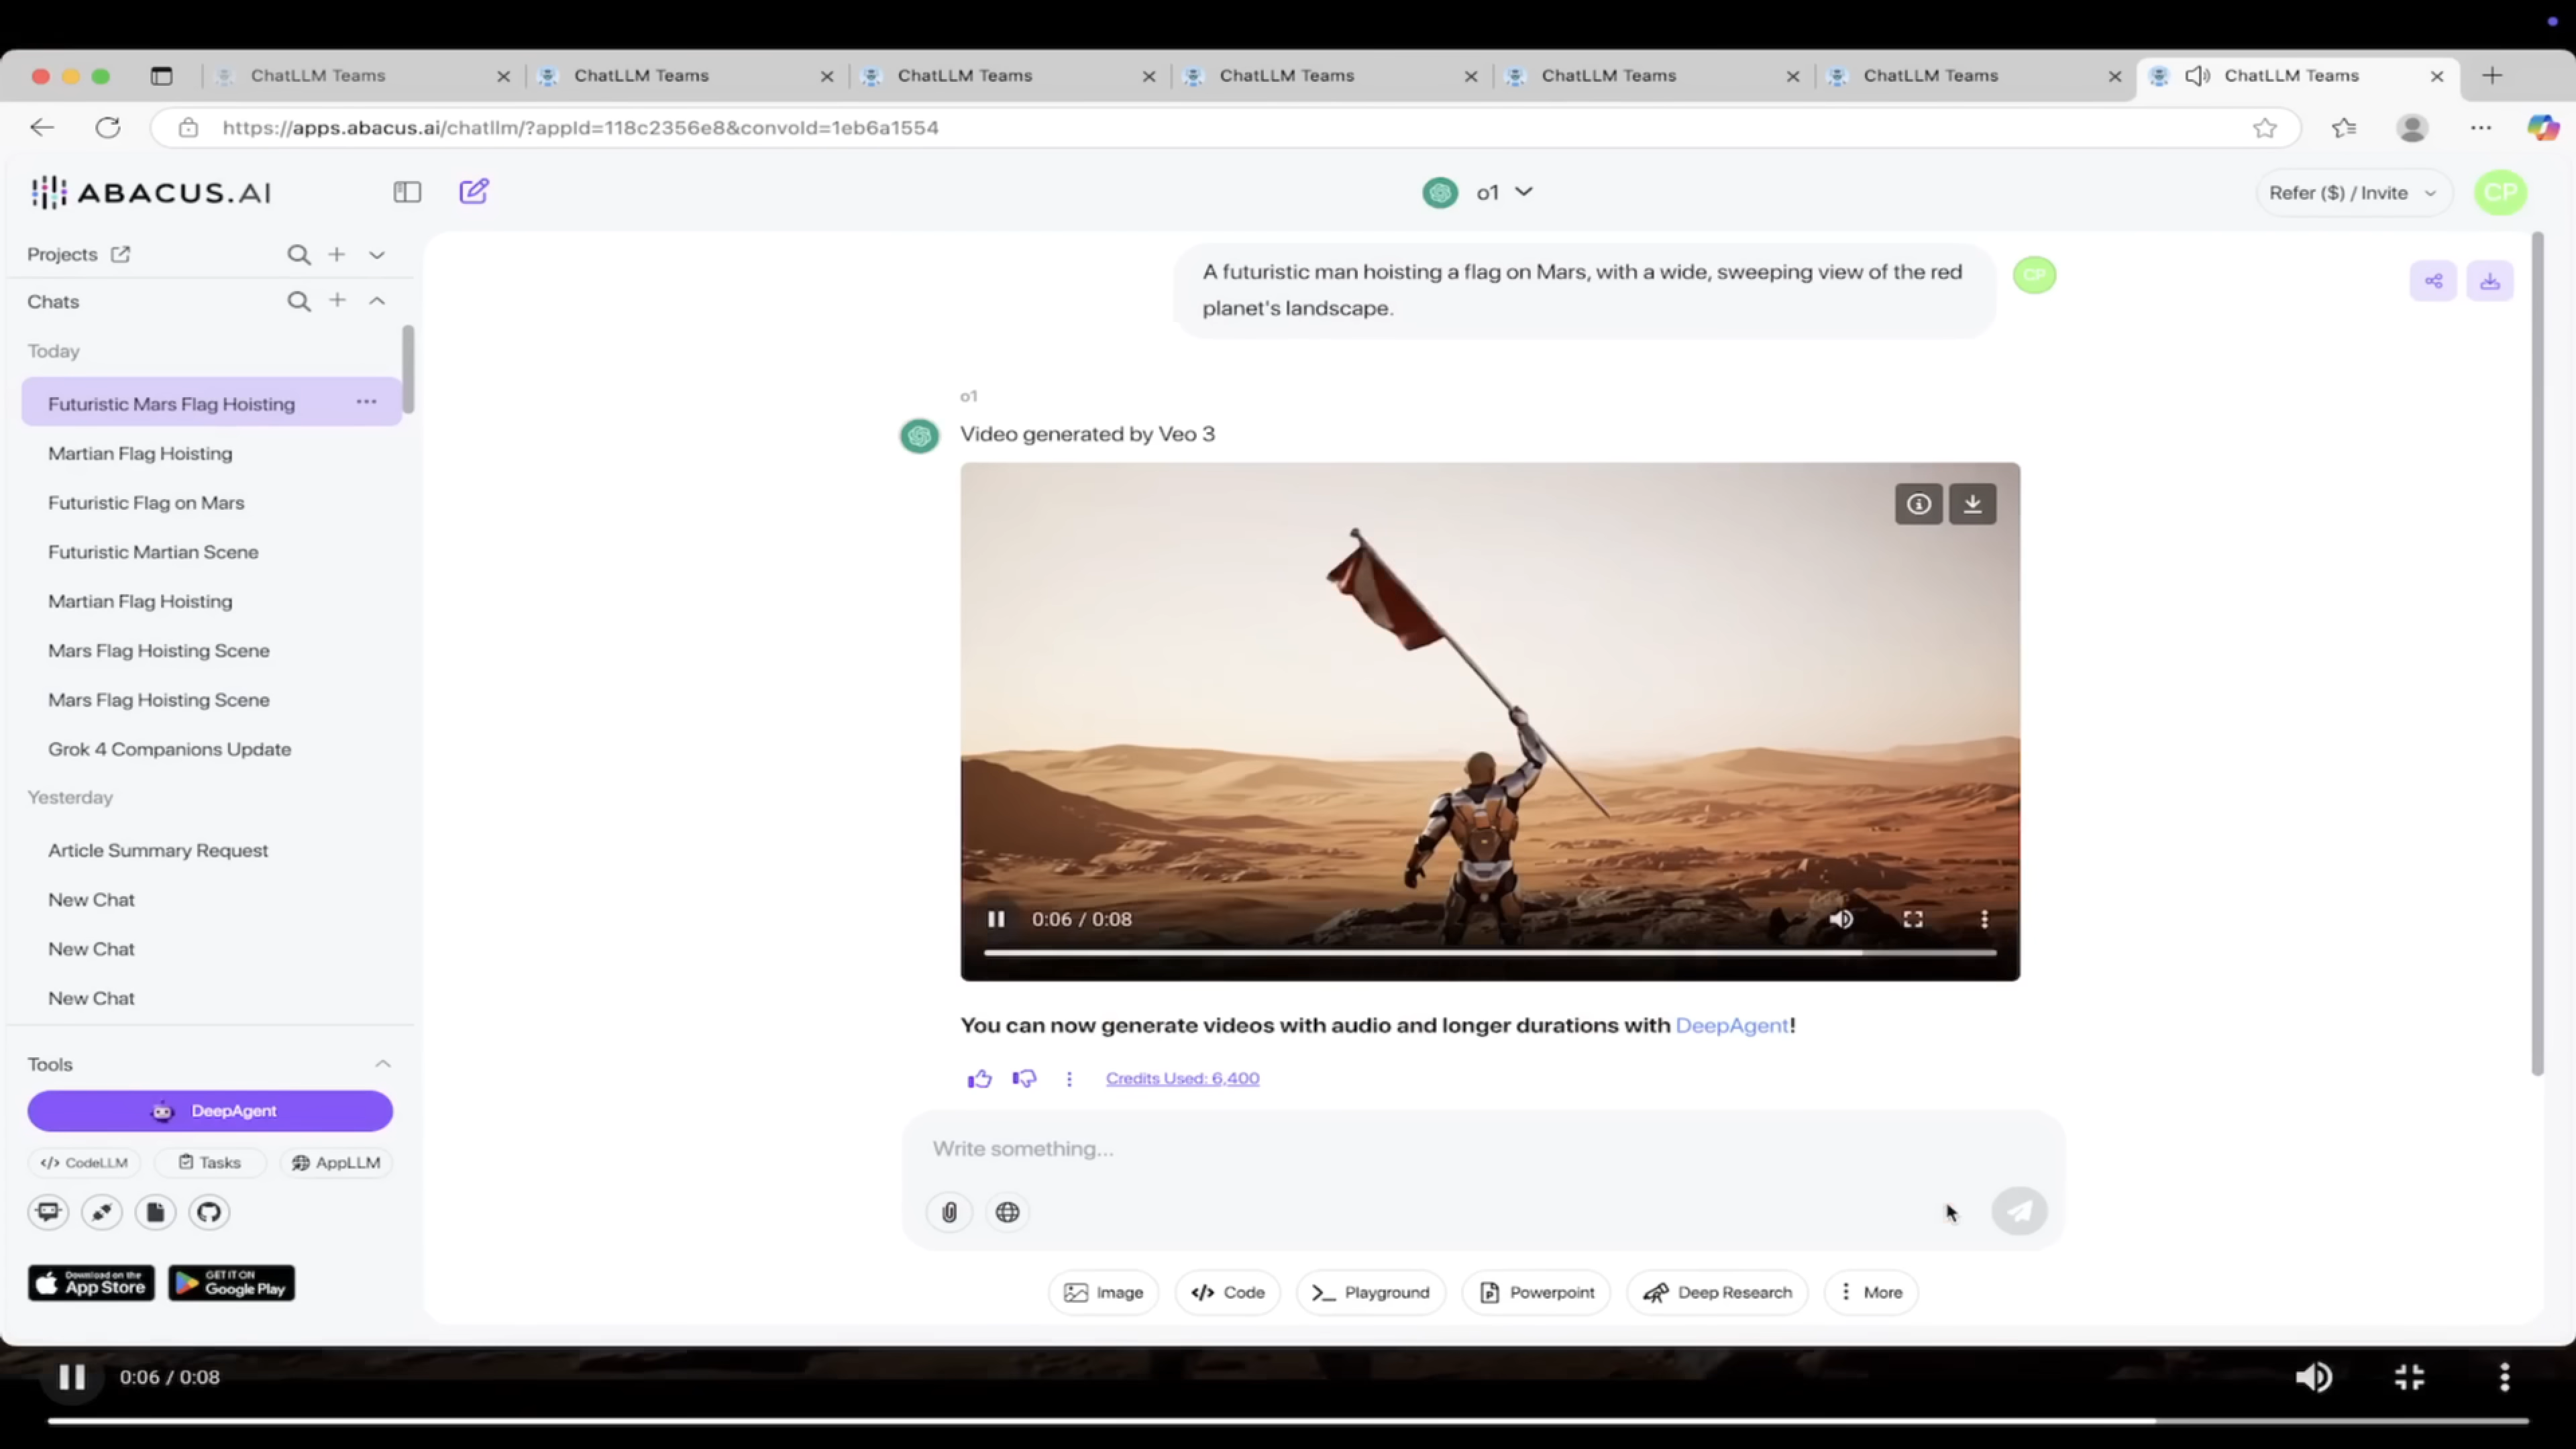 ChatLLM Teams
ChatLLM Teams
ChatLLM Teams
ChatLLM Teams
ChatLLM Teams
ChatLLM Teams
ChatLLM Teams
https://apps.abacus.ai/chatllm/?appId=118c2356e8&convoId=1eb6a1554
ABACUS.AI
o1
Refer ($) / Invite
CP
Projects
Chats
Today
Futuristic Mars Flag Hoisting
Martian Flag Hoisting
Futuristic Flag on Mars
Futuristic Martian Scene
Martian Flag Hoisting
Mars Flag Hoisting Scene
Mars Flag Hoisting Scene
Grok 4 Companions Update
Yesterday
Article Summary Request
New Chat
New Chat
New Chat
Tools
DeepAgent
</> CodeLLM
Tasks
AppLLM
Download on the
App Store
GET IT ON
Google Play
A futuristic man hoisting a flag on Mars, with a wide, sweeping view of the red
planet's landscape.
CP
o1
Video generated by Veo 3
0:06 / 0:08
You can now generate videos with audio and longer durations with DeepAgent!
Credits Used: 6,400
Write something...
Image
</> Code
Playground
Powerpoint
Deep Research
More
0:06 / 0:08